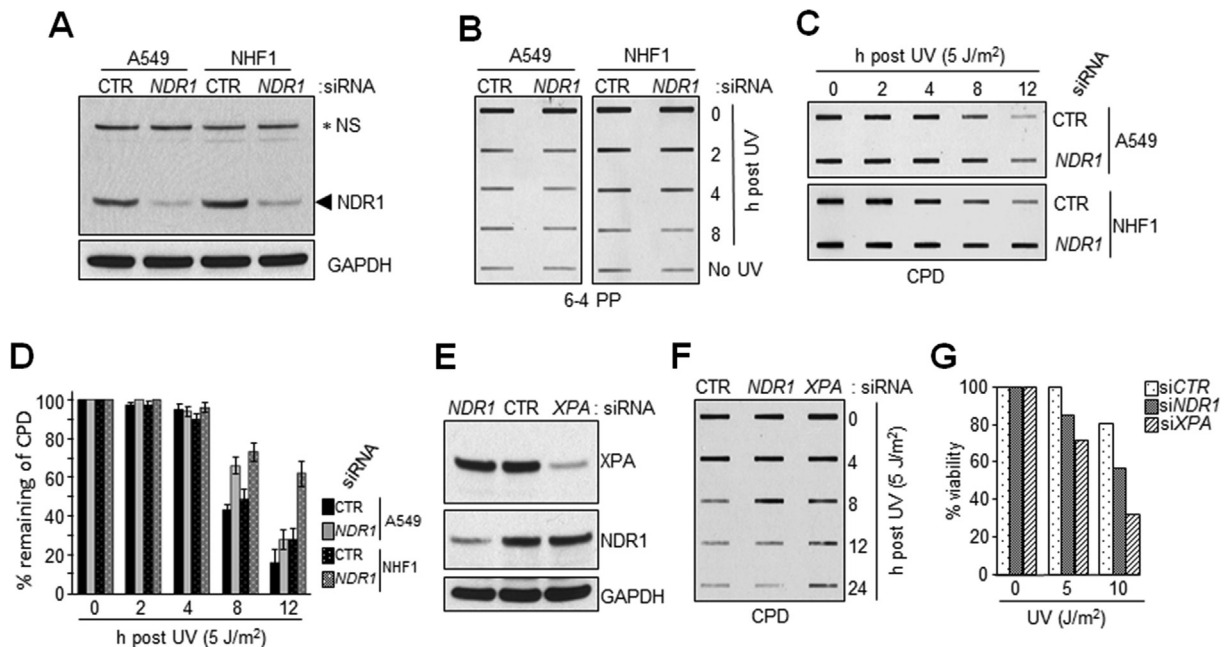 A
A549 NHF1
CTR NDR1 CTR NDR1 :siRNA
* NS
NDR1
GAPDH
B
A549 NHF1
CTR NDR1 CTR NDR1 :siRNA
0
2
4
8
h post UV
No UV
6-4 PP
C
h post UV (5 J/m²)
0 2 4 8 12 siRNA
CTR
NDR1
A549
CTR
NDR1
NHF1
CPD
D
% remaining of CPD
100
80
60
40
20
0
0 2 4 8 12
h post UV (5 J/m²)
siRNA
CTR
NDR1
A549
CTR
NDR1
NHF1
E
NDR1 CTR XPA : siRNA
XPA
NDR1
GAPDH
F
CTR NDR1 XPA : siRNA
0
4
8
12
24
h post UV (5 J/m²)
CPD
G
% viability
100
80
60
40
20
0
0 5 10
UV (J/m²)
siCTR
siNDR1
siXPA